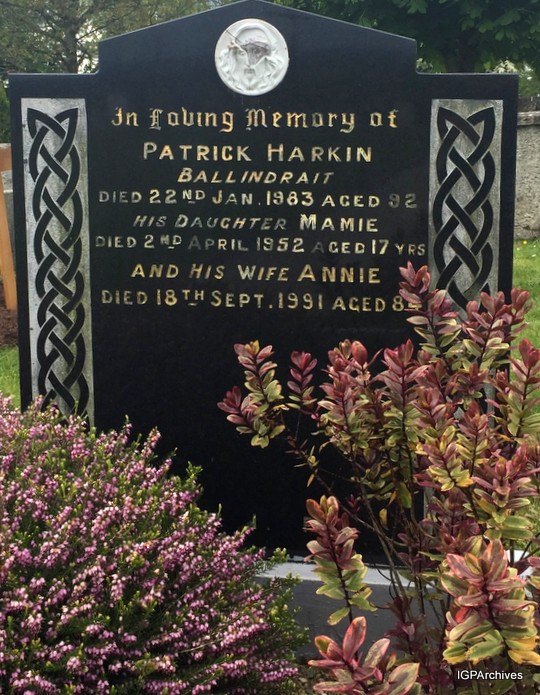 In Loving Memory of
PATRICK HARKIN
BALLINDRAIT
DIED 22ND JAN. 1983 AGED 92
HIS DAUGHTER MAMIE
DIED 2ND APRIL 1952 AGED 17 YRS
AND HIS WIFE ANNIE
DIED 18TH SEPT. 1991 AGED
IGPArchives